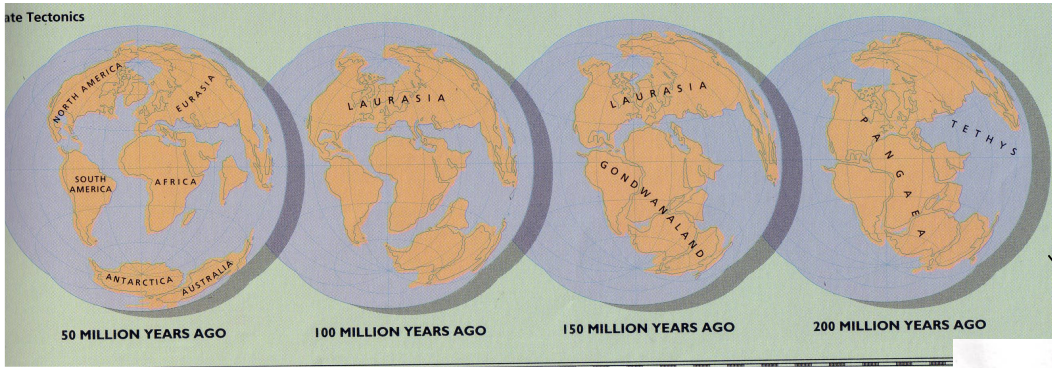 ate Tectonics
NORTH AMERICA
EURASIA
SOUTH
AMERICA
AFRICA
ANTARCTICA
AUSTRALIA
50 MILLION YEARS AGO
LAURASIA
100 MILLION YEARS AGO
LAURASIA
GONDWANALAND
150 MILLION YEARS AGO
PANGAEA
TETHYS
200 MILLION YEARS AGO